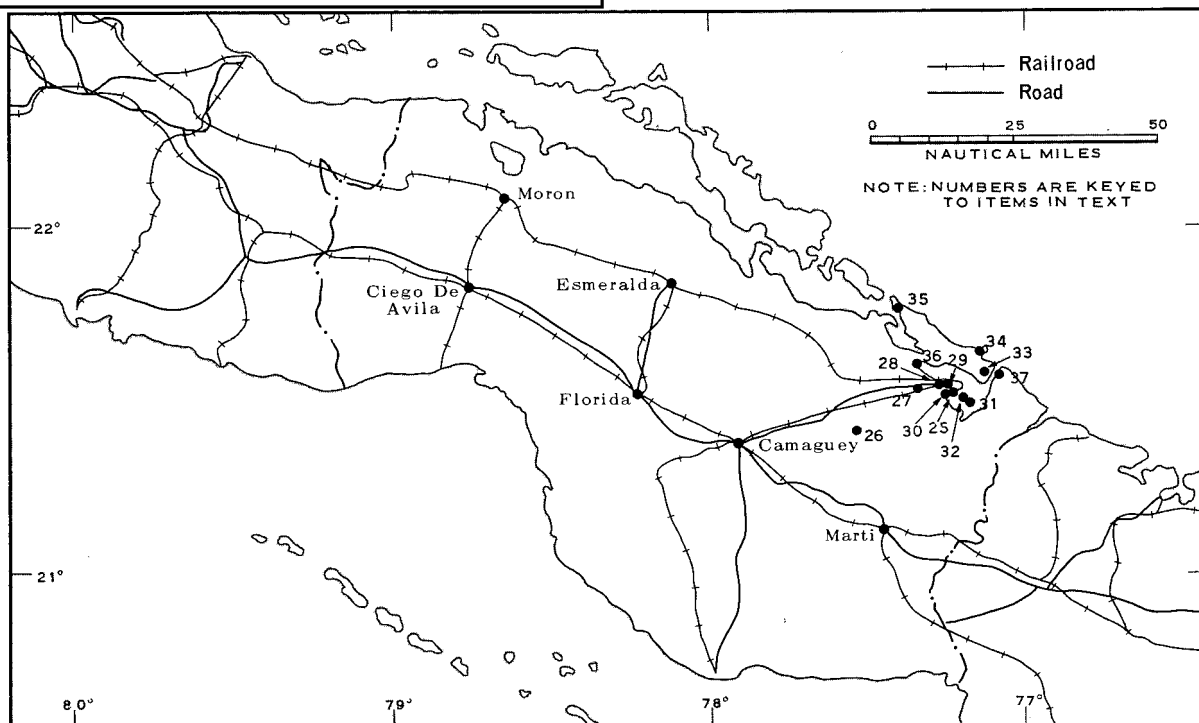 Railroad
Road
0 25 50
NAUTICAL MILES
NOTE: NUMBERS ARE KEYED
TO ITEMS IN TEXT
Moron
22°
Esmeralda
Ciego De
Avila
35
34
33
36
29
28
37
27
Florida
31
30
25
26
32
Camaguey
Marti
21°
80°
79°
78°
77°